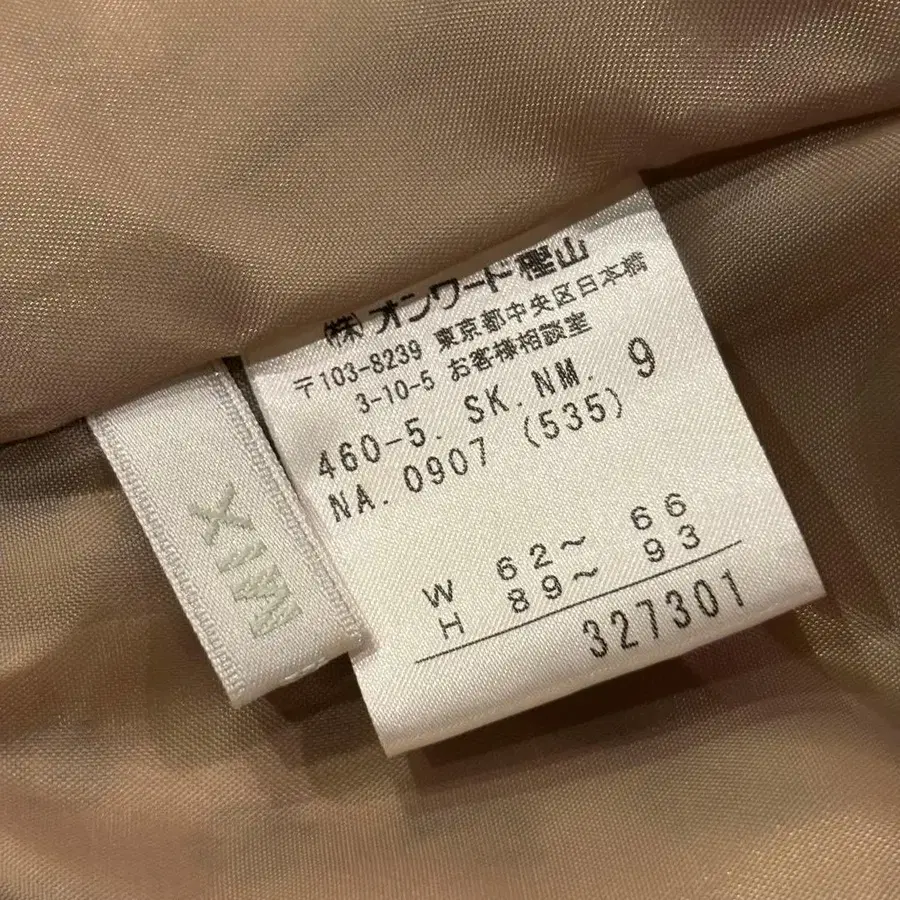 (株)オンワード樫山
〒103-8239 東京都中央区日本橋
3-10-5 お客様相談室
460-5. SK.NM. 9
NA.0907 (535)
W 62～ 66
H 89～ 93
327301